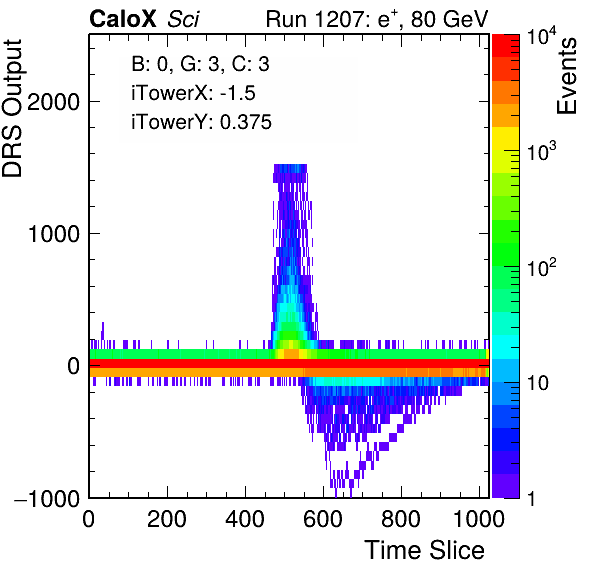 CaloX Sci
Run 1207: e⁺, 80 GeV
B: 0, G: 3, C: 3
iTowerX: -1.5
iTowerY: 0.375
DRS Output
2000
1000
0
−1000
0 200 400 600 800 1000
Time Slice
Events
10⁴
10³
10²
10
1